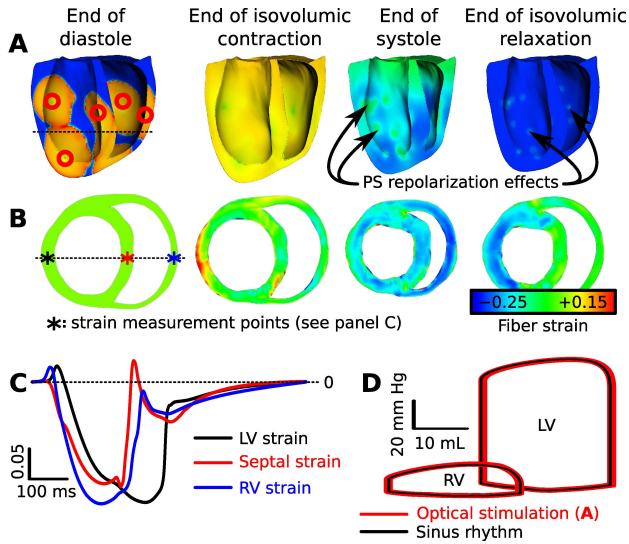 End of diastole
End of isovolumic contraction
End of systole
End of isovolumic relaxation
A
PS repolarization effects
B
*: strain measurement points (see panel C)
−0.25 +0.15
Fiber strain
C
0
0.05
100 ms
LV strain
Septal strain
RV strain
D
20 mm Hg
10 mL
LV
RV
Optical stimulation (A)
Sinus rhythm